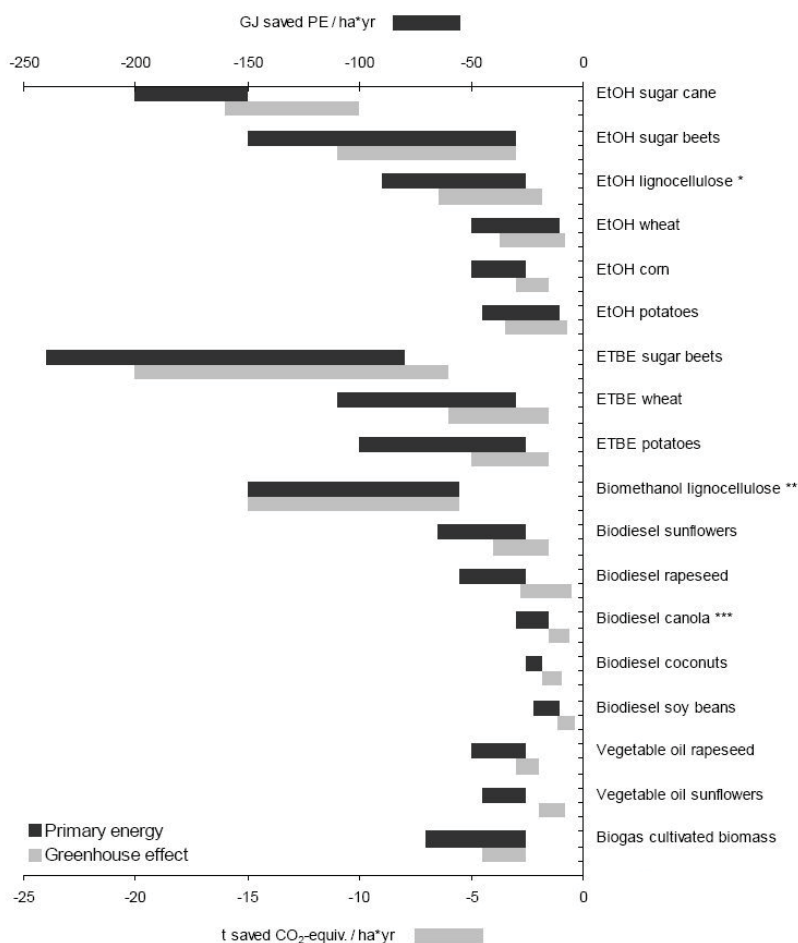 GJ saved PE / ha*yr
-250 -200 -150 -100 -50 0
EtOH sugar cane
EtOH sugar beets
EtOH lignocellulose *
EtOH wheat
EtOH corn
EtOH potatoes
ETBE sugar beets
ETBE wheat
ETBE potatoes
Biomethanol lignocellulose **
Biodiesel sunflowers
Biodiesel rapeseed
Biodiesel canola ***
Biodiesel coconuts
Biodiesel soy beans
Vegetable oil rapeseed
Vegetable oil sunflowers
Biogas cultivated biomass
Primary energy
Greenhouse effect
-25 -20 -15 -10 -5 0
t saved CO₂-equiv. / ha*yr